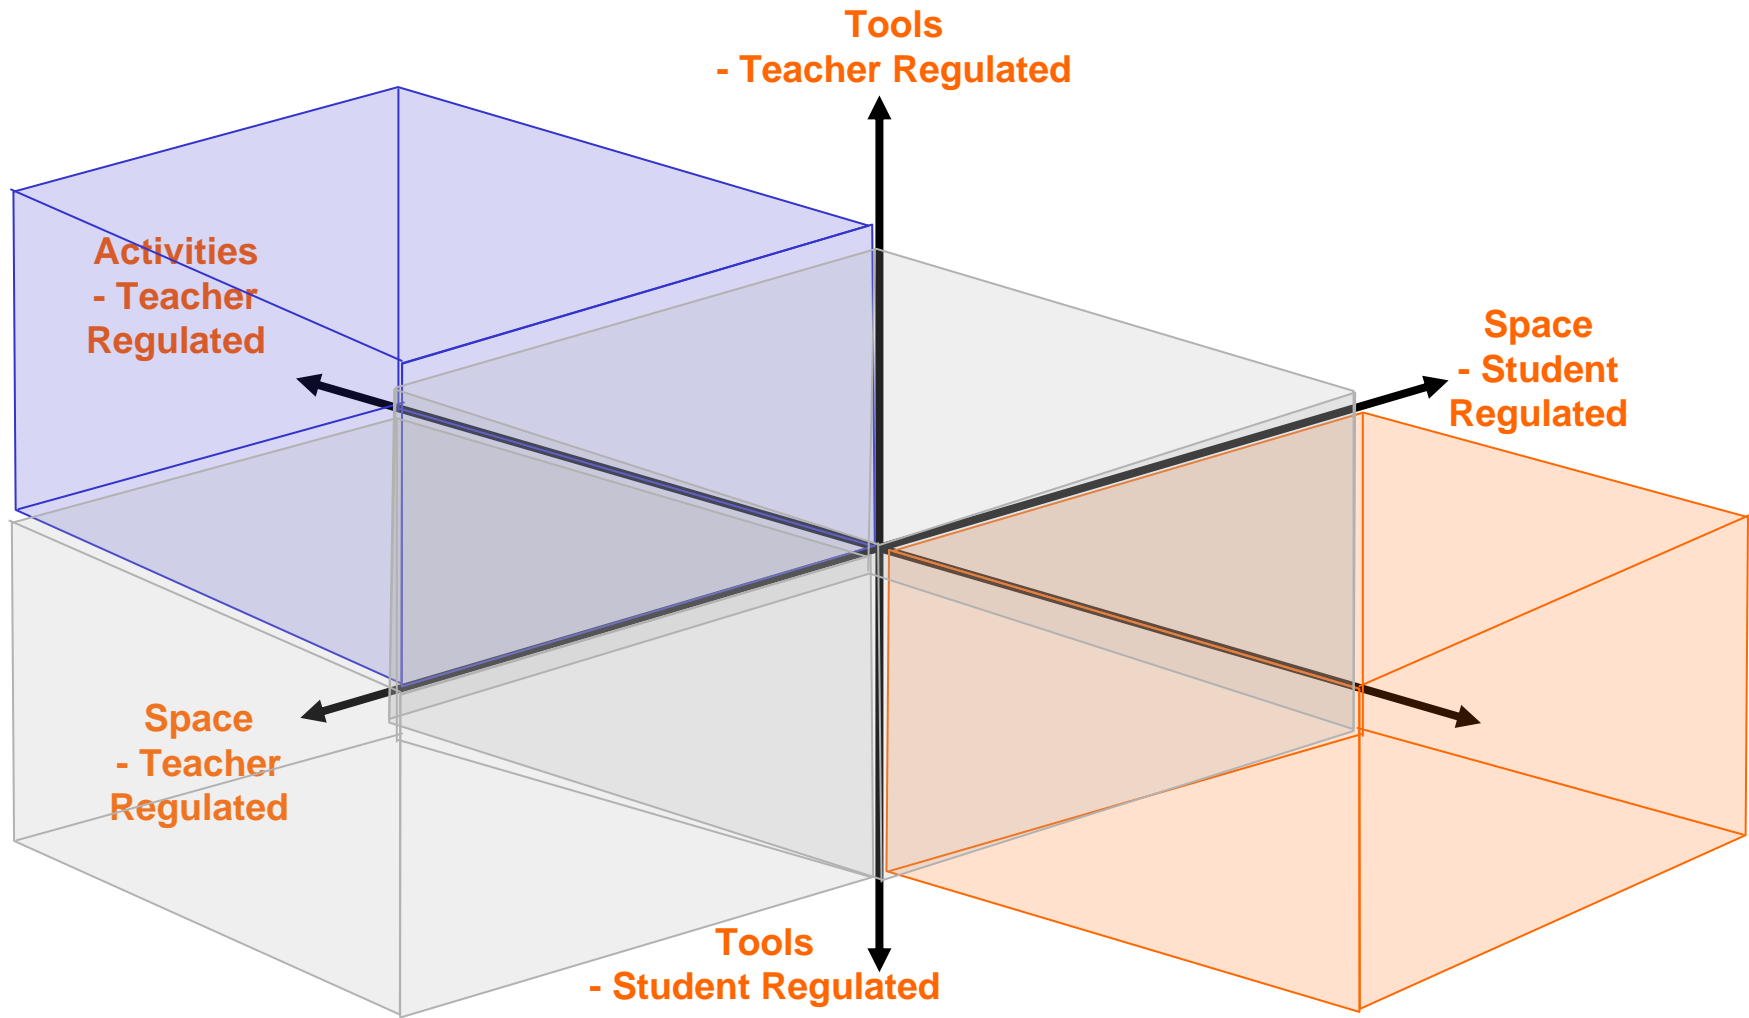 Tools
- Teacher Regulated
Activities
- Teacher
Regulated
Space
- Student
Regulated
Space
- Teacher
Regulated
Tools
- Student Regulated